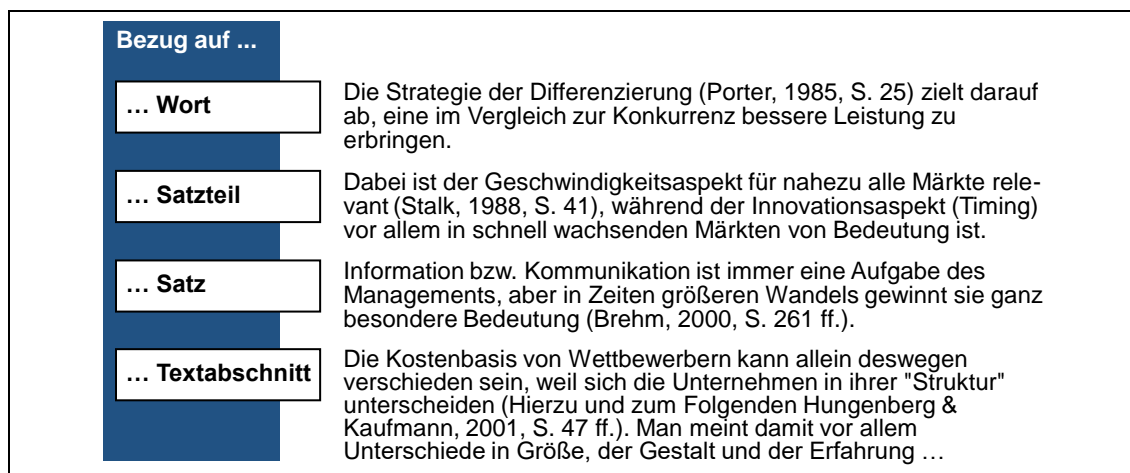 Bezug auf ...
… Wort
Die Strategie der Differenzierung (Porter, 1985, S. 25) zielt darauf
ab, eine im Vergleich zur Konkurrenz bessere Leistung zu
erbringen.
… Satzteil
Dabei ist der Geschwindigkeitsaspekt für nahezu alle Märkte rele-
vant (Stalk, 1988, S. 41), während der Innovationsaspekt (Timing)
vor allem in schnell wachsenden Märkten von Bedeutung ist.
… Satz
Information bzw. Kommunikation ist immer eine Aufgabe des
Managements, aber in Zeiten größeren Wandels gewinnt sie ganz
besondere Bedeutung (Brehm, 2000, S. 261 ff.).
… Textabschnitt
Die Kostenbasis von Wettbewerbern kann allein deswegen
verschieden sein, weil sich die Unternehmen in ihrer "Struktur"
unterscheiden (Hierzu und zum Folgenden Hungenberg &
Kaufmann, 2001, S. 47 ff.). Man meint damit vor allem
Unterschiede in Größe, der Gestalt und der Erfahrung …